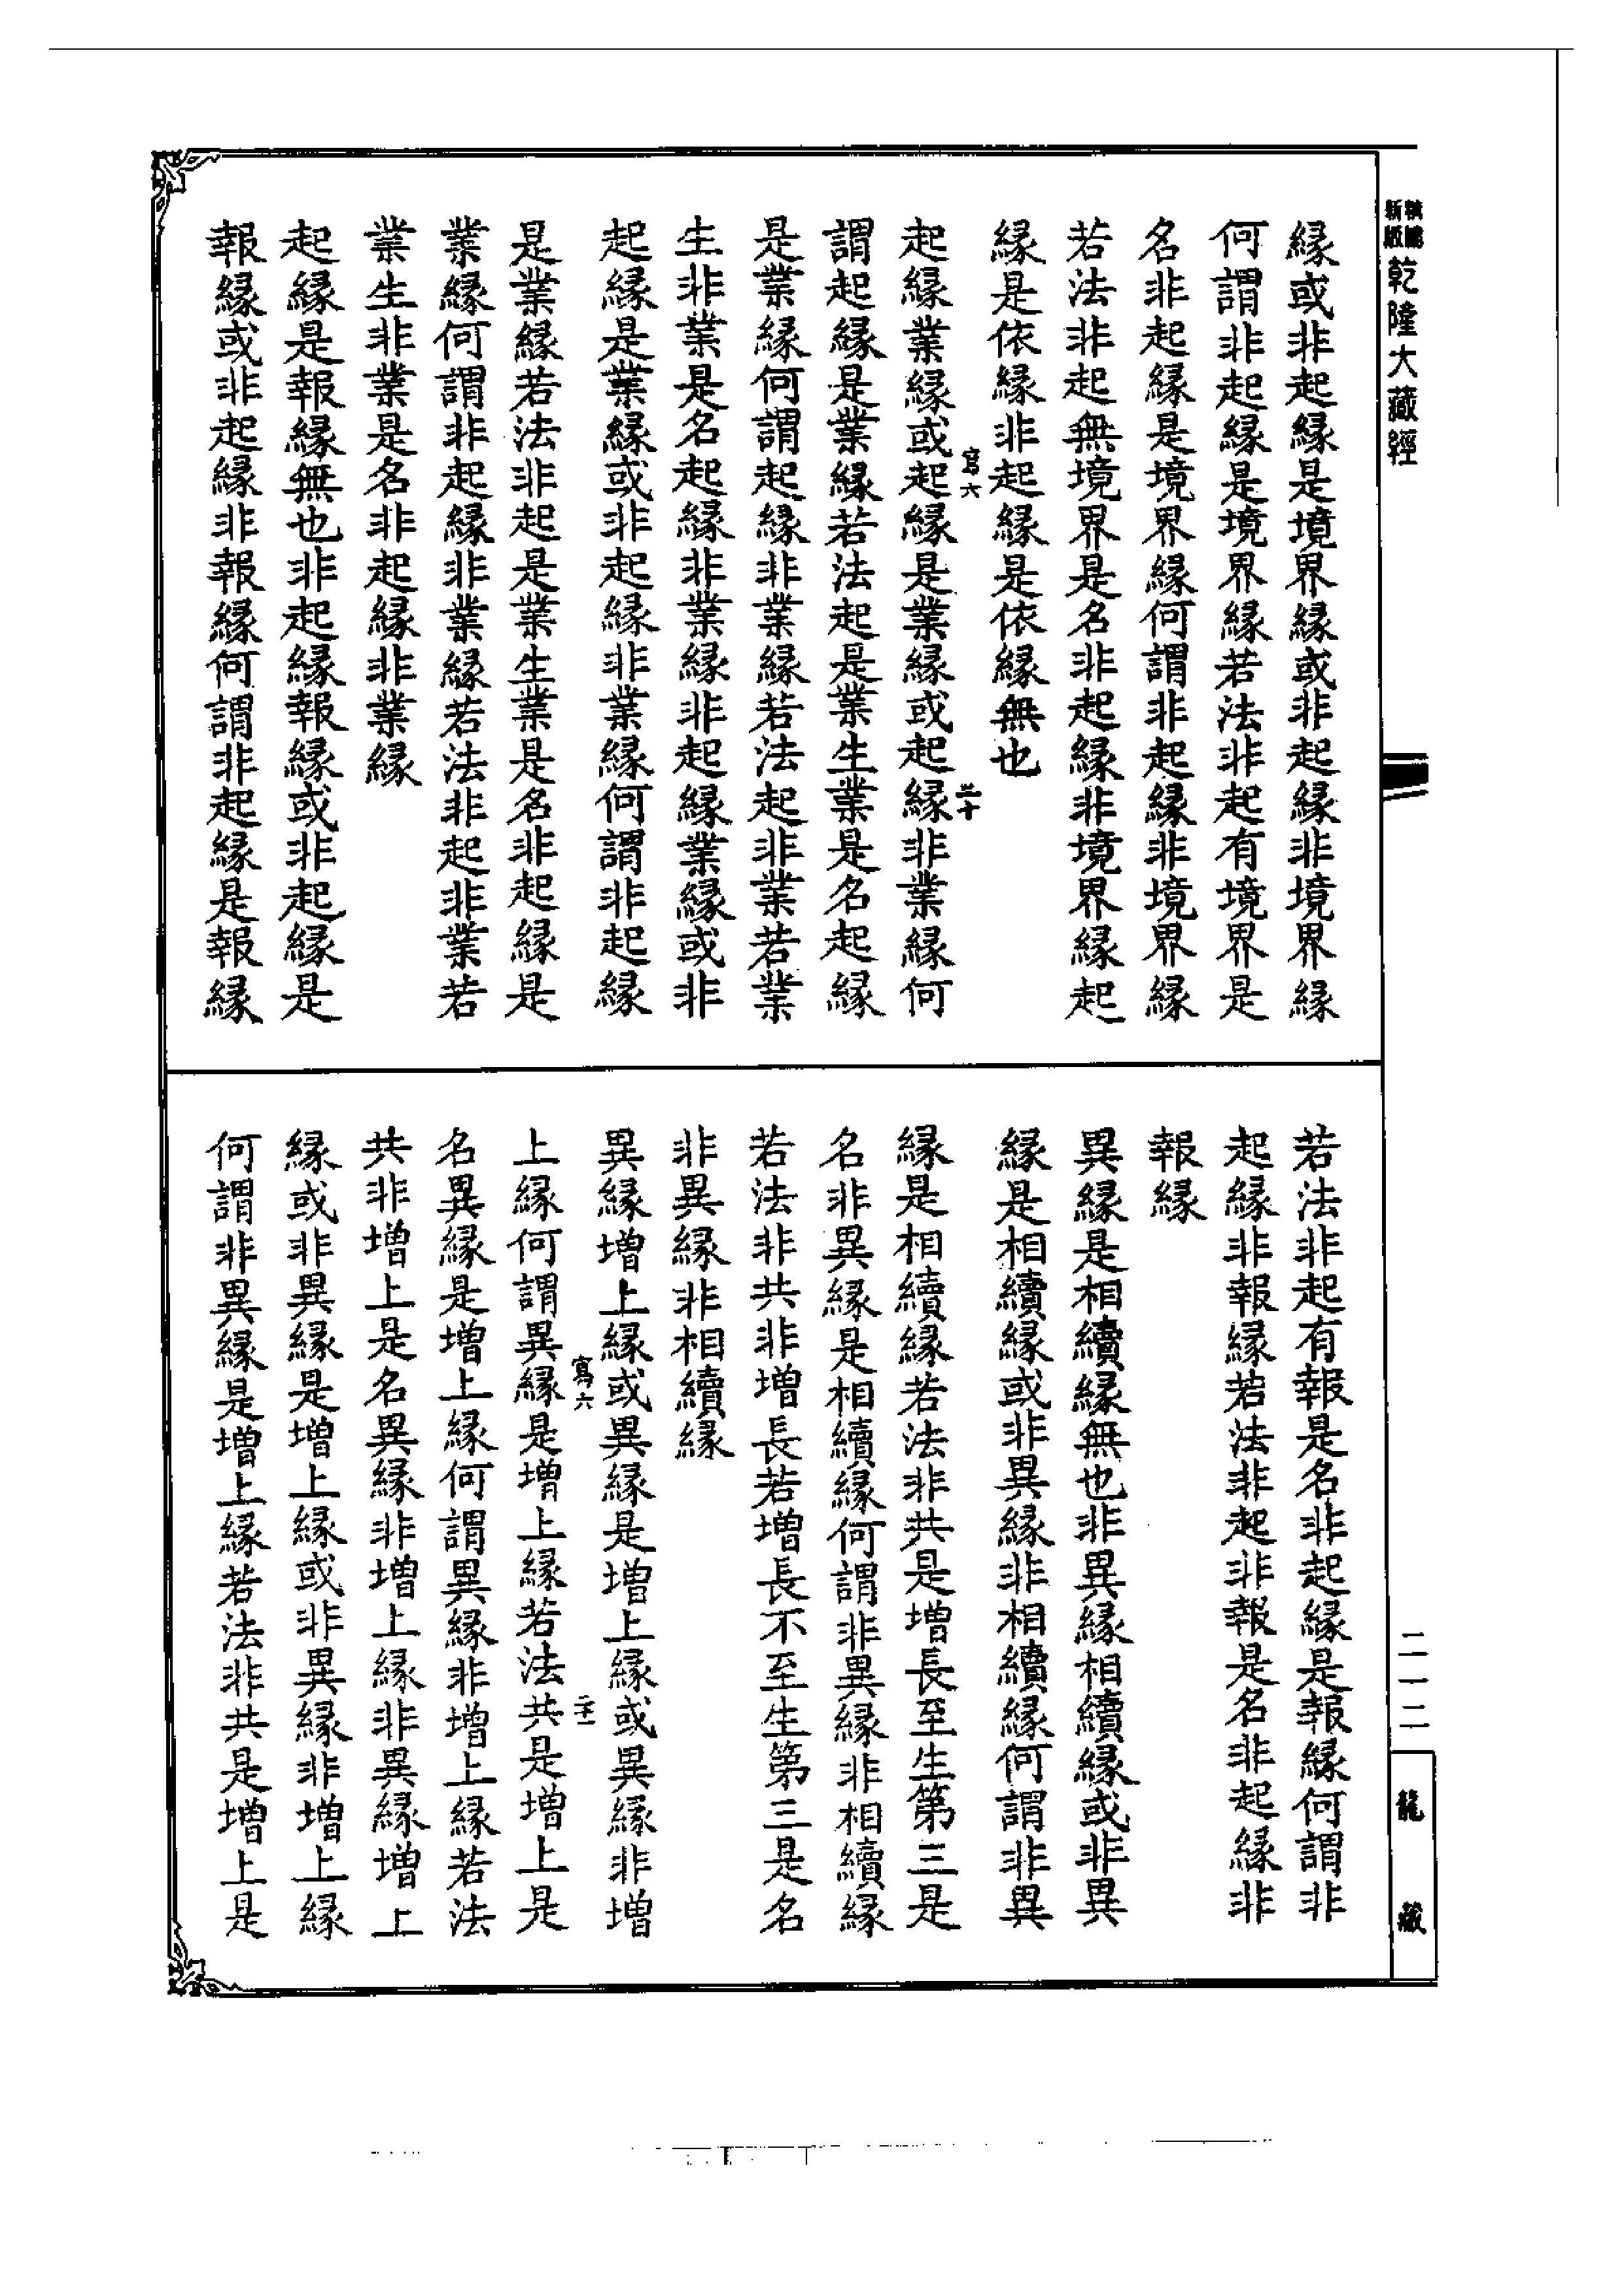 乾隆大藏經
緣或非起緣是境界緣或非起緣非境界緣
何謂非起緣是境界緣若法非起有境界是
名非起緣是境界緣何謂非起緣非境界緣
若法非起無境界是名非起緣非境界緣起
緣是依緣非起緣是依緣無也
寫六
起緣業緣或起緣是業緣或起緣非業緣何
謂起緣是業緣若法起是業生業是名起緣
是業緣何謂起緣非業緣若法起非業若業
生非業是名起緣非業緣非起緣業緣或非
起緣是業緣或非起緣非業緣何謂非起緣
是業緣若法非起是業生業是名非起緣是
業緣何謂非起緣非業緣若法非起非業若
業生非業是名非起緣非業緣
起緣是報緣無也非起緣報緣或非起緣是
報緣或非起緣非報緣何謂非起緣是報緣
若法非起有報是名非起緣是報緣何謂非
起緣非報緣若法非起非報是名非起緣非
報緣
異緣是相續緣無也非異緣相續緣或非異
緣是相續緣或非異緣非相續緣何謂非異
緣是相續緣若法非共是增長至生第三是
名非異緣是相續緣何謂非異緣非相續緣
若法非共非增長若增長不至生第三是名
非異緣非相續緣
異緣增上緣或異緣是增上緣或異緣非增
寫六
上緣何謂異緣是增上緣若法共是增上是
名異緣是增上緣何謂異緣非增上緣若法
共非增上是名異緣非增上緣非異緣增上
緣或非異緣是增上緣或非異緣非增上緣
何謂非異緣是增上緣若法非共是增上是
二一二
龍藏